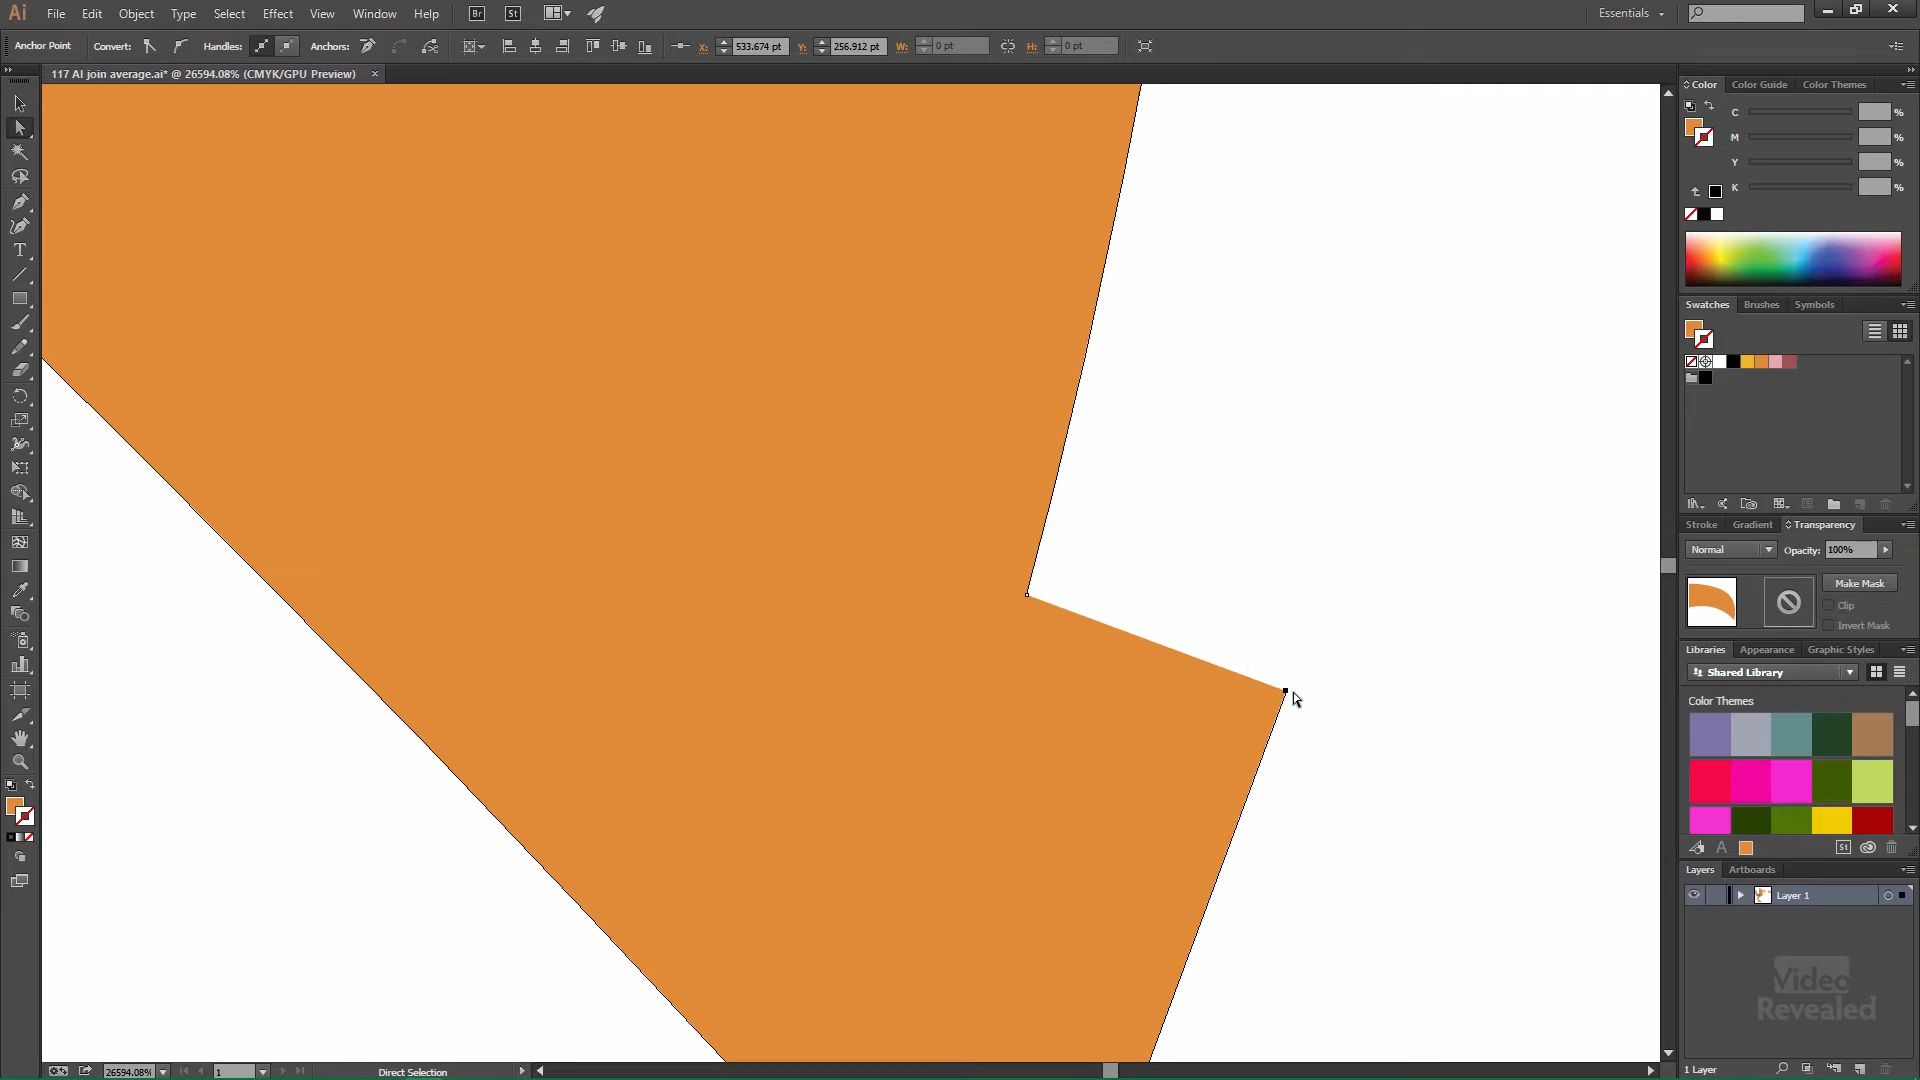 Ai File Edit Object Type Select Effect View Window Help Br St Essentials
Anchor Point Convert: Handles: Anchors: X: 533.674 pt Y: 256.912 pt W: 0 pt H: 0 pt
117 AI join average.ai* @ 26594.08% (CMYK/GPU Preview) ×
Color Color Guide Color Themes
C %
M %
Y %
K %
Swatches Brushes Symbols
Stroke Gradient Transparency
Normal Opacity: 100%
Make Mask
Clip
Invert Mask
Libraries Appearance Graphic Styles
Shared Library
Color Themes
A St
Layers Artboards
Layer 1
Video
Revealed
26594.08% 1 Direct Selection
1 Layer